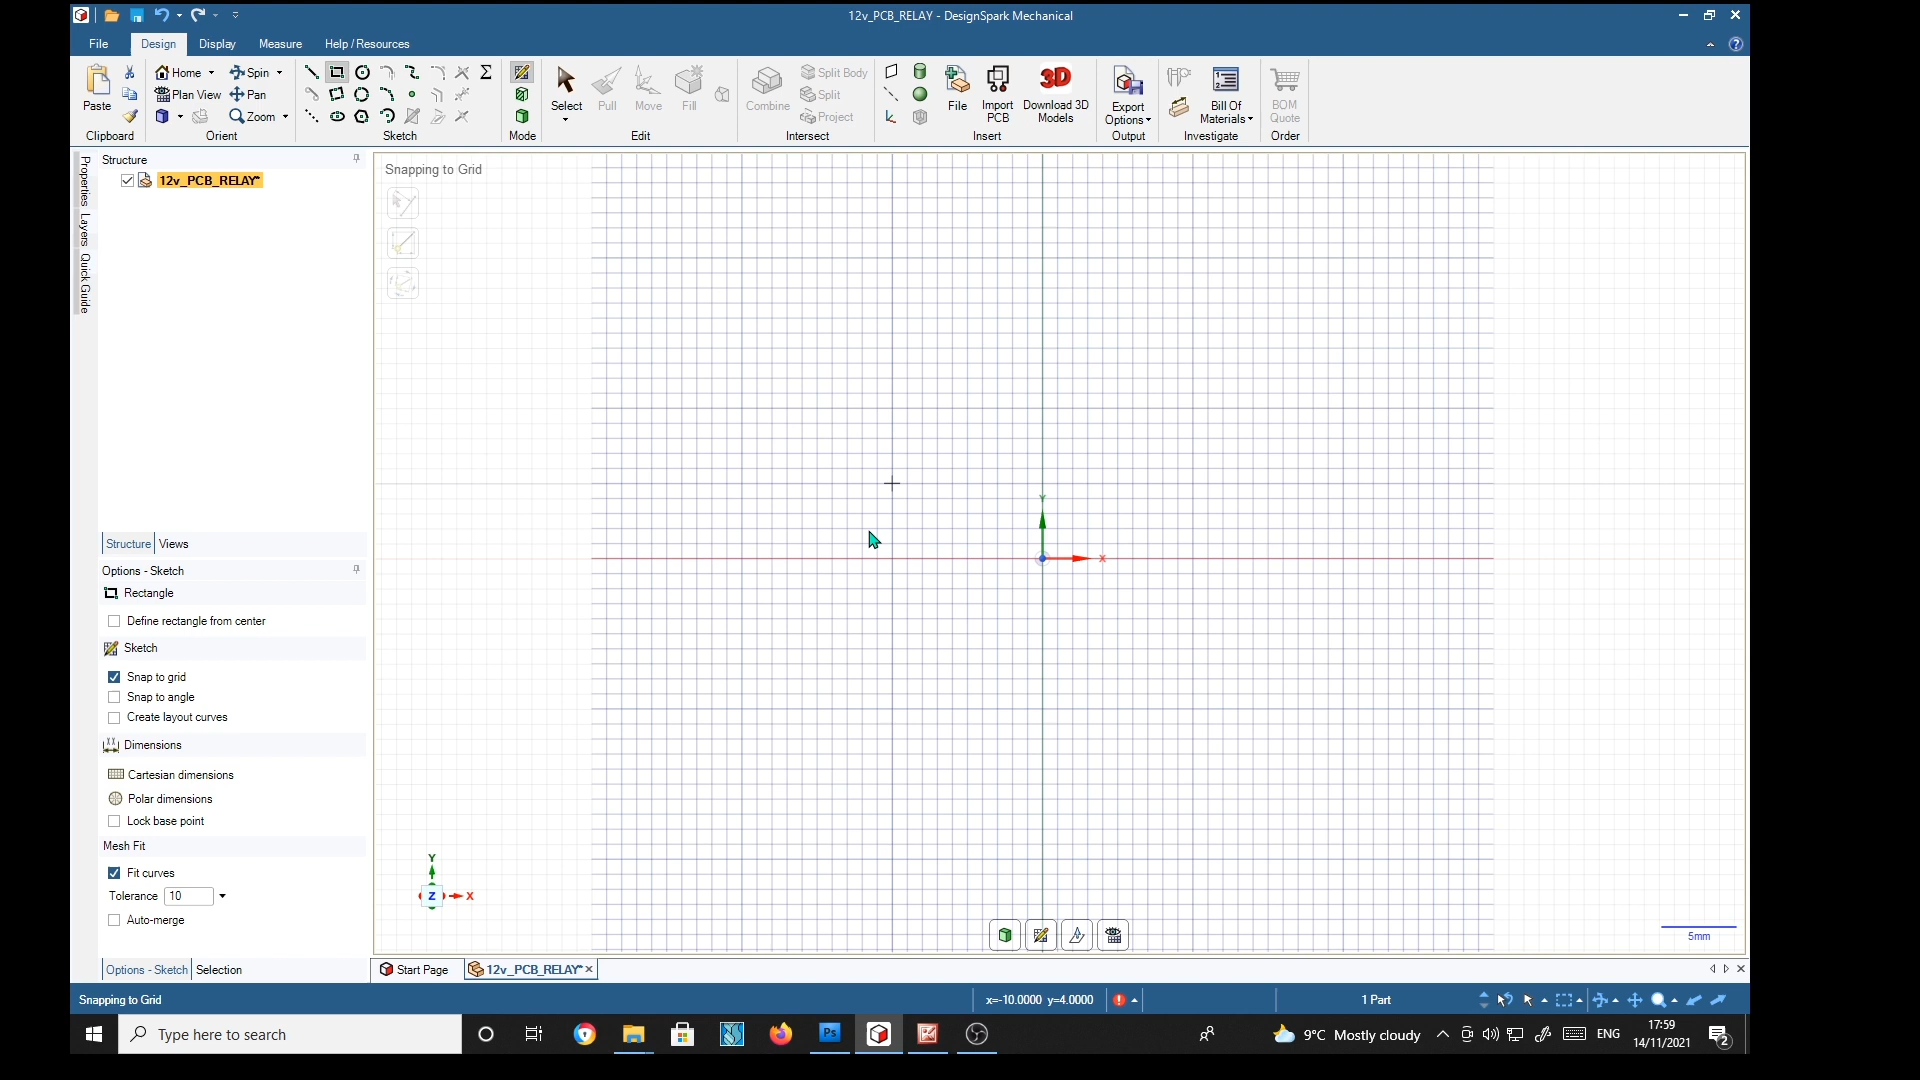 12v_PCB_RELAY - DesignSpark Mechanical
File
Design
Display
Measure
Help / Resources
Paste
Clipboard
Home
Plan View
Spin
Pan
Zoom
Orient
Sketch
Mode
Select
Pull
Move
Fill
Edit
Combine
Split Body
Split
Project
Intersect
File
Import PCB
Download 3D Models
3D
Insert
Export Options
Output
Bill Of Materials
Investigate
BOM Quote
Order
Properties
Layers
Quick Guide
Structure
12v_PCB_RELAY*
Structure
Views
Options - Sketch
Rectangle
Define rectangle from center
Sketch
Snap to grid
Snap to angle
Create layout curves
Dimensions
Cartesian dimensions
Polar dimensions
Lock base point
Mesh Fit
Fit curves
Tolerance 10
Auto-merge
Options - Sketch
Selection
Snapping to Grid
Y
X
Y
Z
X
5mm
Start Page
12v_PCB_RELAY*
Snapping to Grid
x=-10.0000 y=4.0000
1 Part
Type here to search
Ps
9°C Mostly cloudy
ENG
17:59
14/11/2021
2